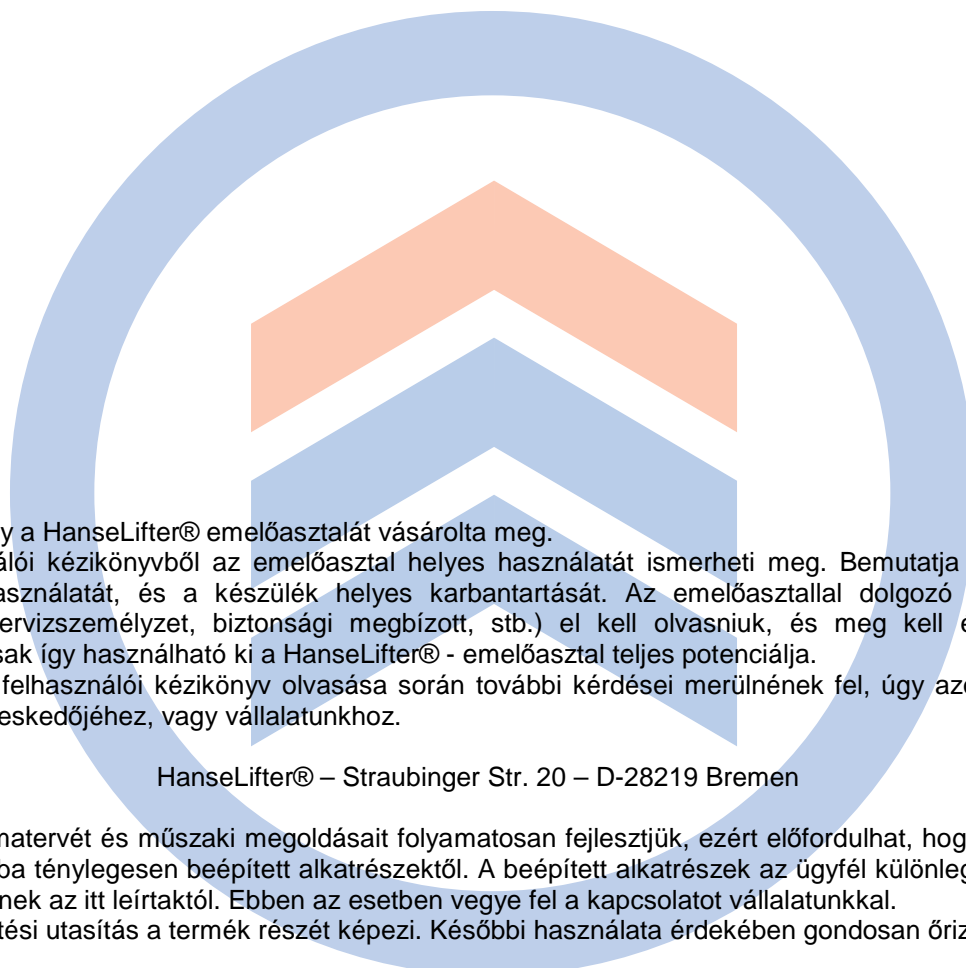 y a HanseLifter® emelőasztalát vásárolta meg.
álói kézikönyvből az emelőasztal helyes használatát ismerheti meg. Bemutatja
asználatát, és a készülék helyes karbantartását. Az emelőasztallal dolgozó
ervizszemélyzet, biztonsági megbízott, stb.) el kell olvasniuk, és meg kell
sak így használható ki a HanseLifter® - emelőasztal teljes potenciálja.
felhasználói kézikönyv olvasása során további kérdései merülnének fel, úgy az
eskedőjéhez, vagy vállalatunkhoz.
HanseLifter® – Straubinger Str. 20 – D-28219 Bremen
matervét és műszaki megoldásait folyamatosan fejlesztjük, ezért előfordulhat, hog
ba ténylegesen beépített alkatrészektől. A beépített alkatrészek az ügyfél különleg
nek az itt leírtaktól. Ebben az esetben vegye fel a kapcsolatot vállalatunkkal.
tési utasítás a termék részét képezi. Későbbi használata érdekében gondosan őriz